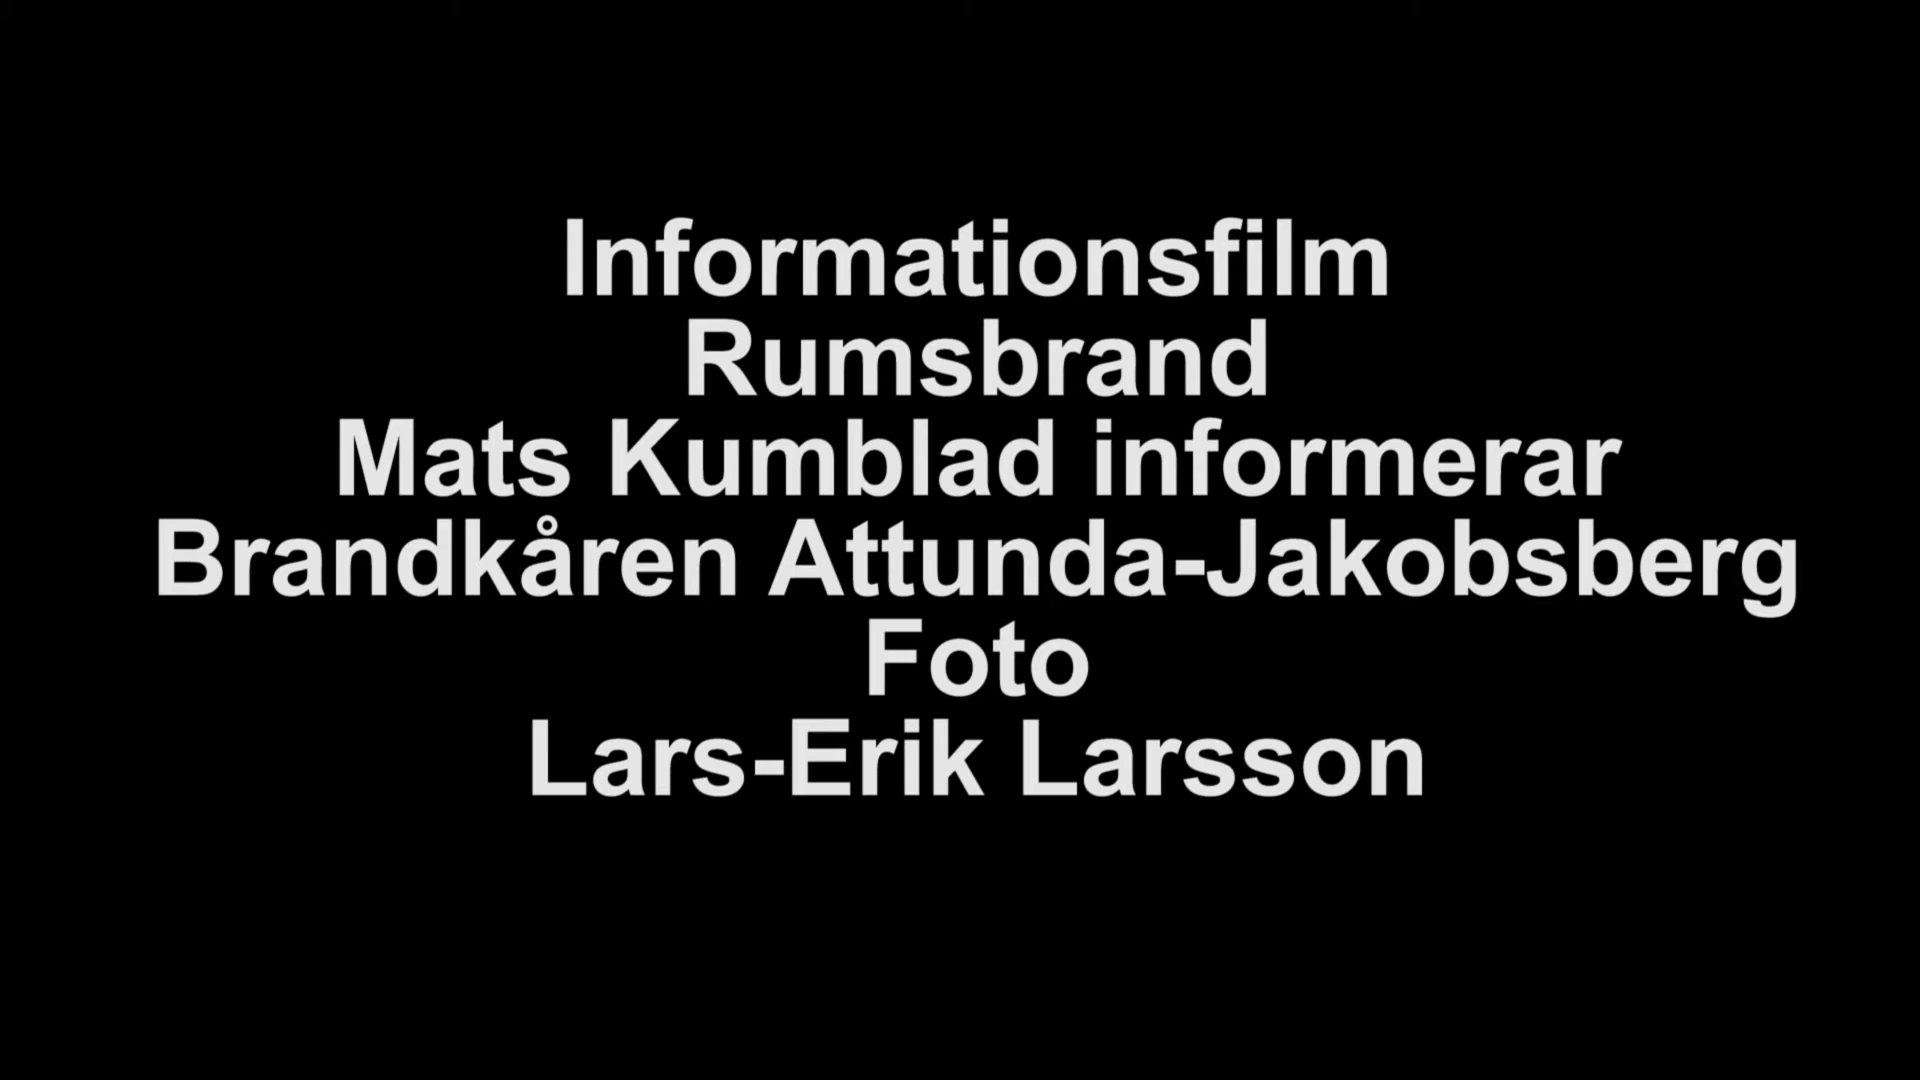 Informationsfilm
Rumsbrand
Mats Kumblad informerar
Brandkåren Attunda-Jakobsberg
Foto
Lars-Erik Larsson